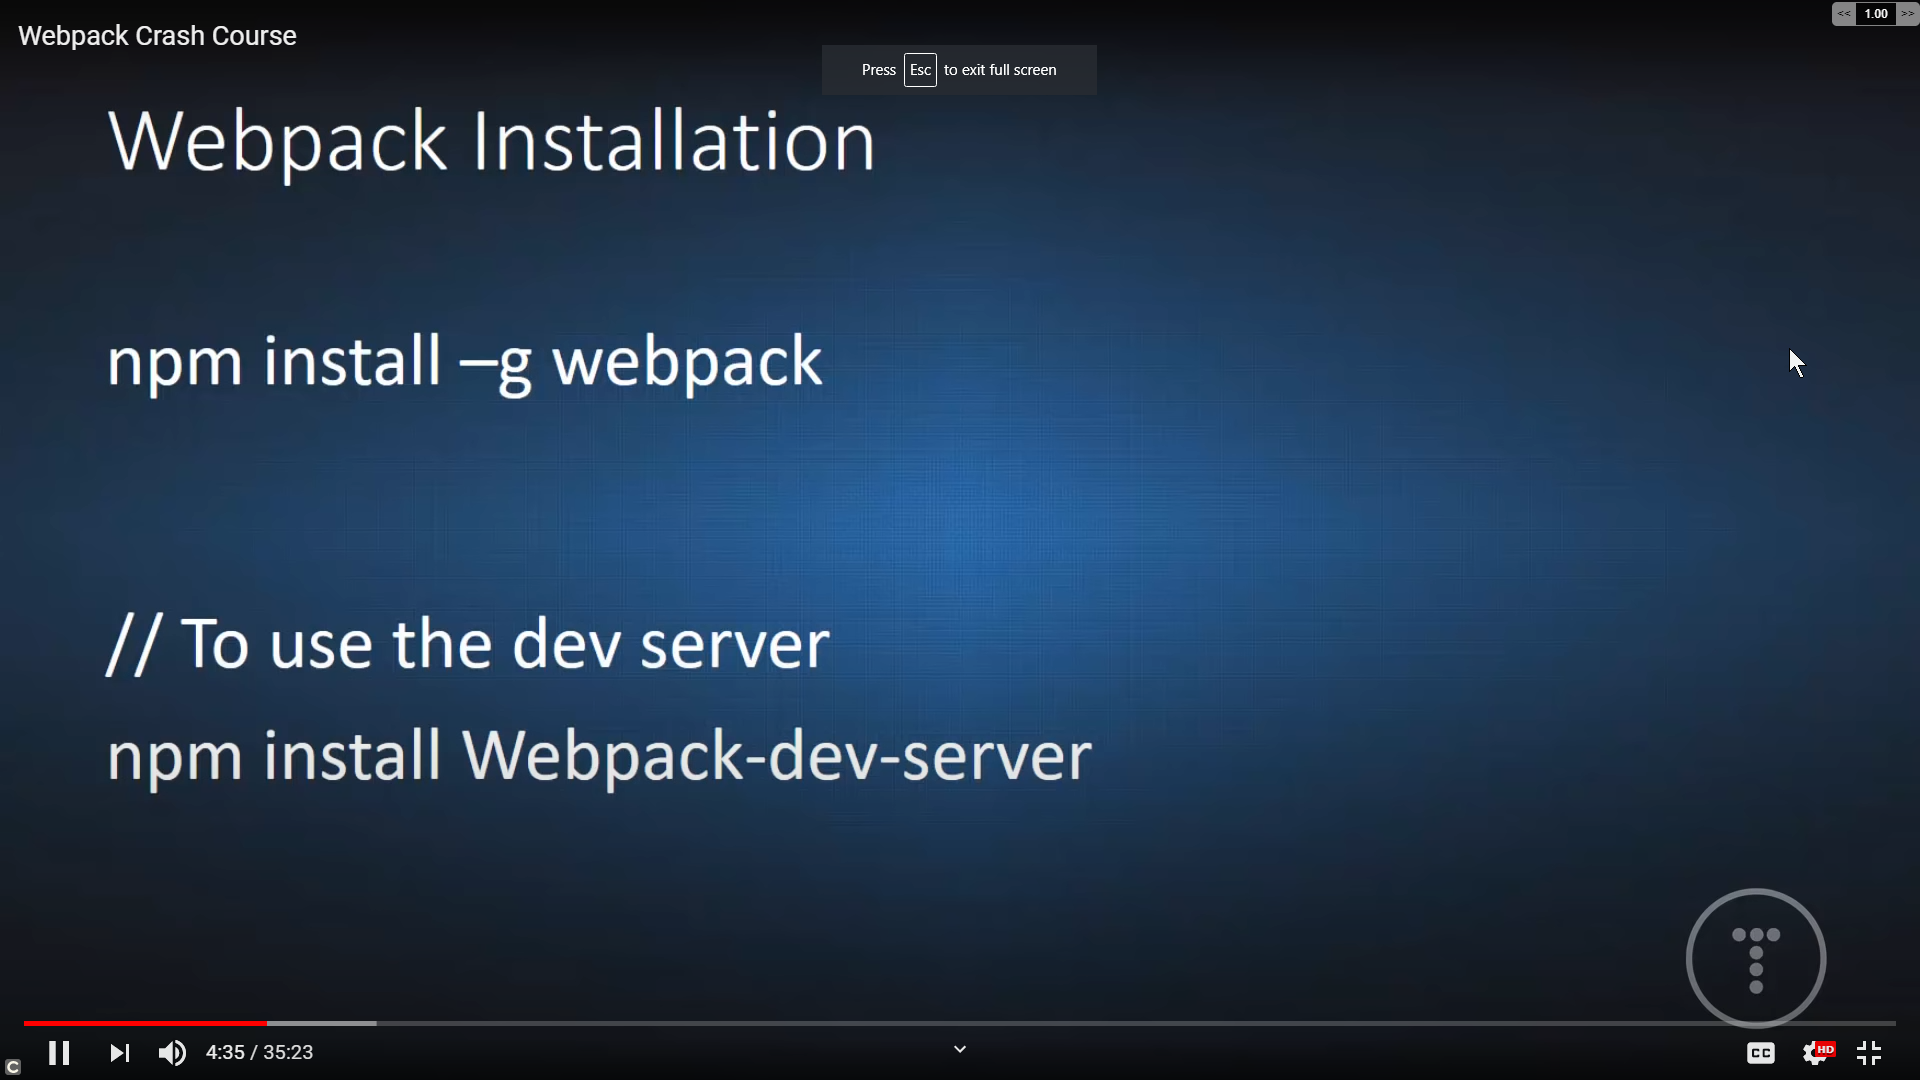 Webpack Crash Course
<< 1.00 >>
Press Esc to exit full screen
Webpack Installation
npm install –g webpack
// To use the dev server
npm install Webpack-dev-server
4:35 / 35:23
CC
HD
C